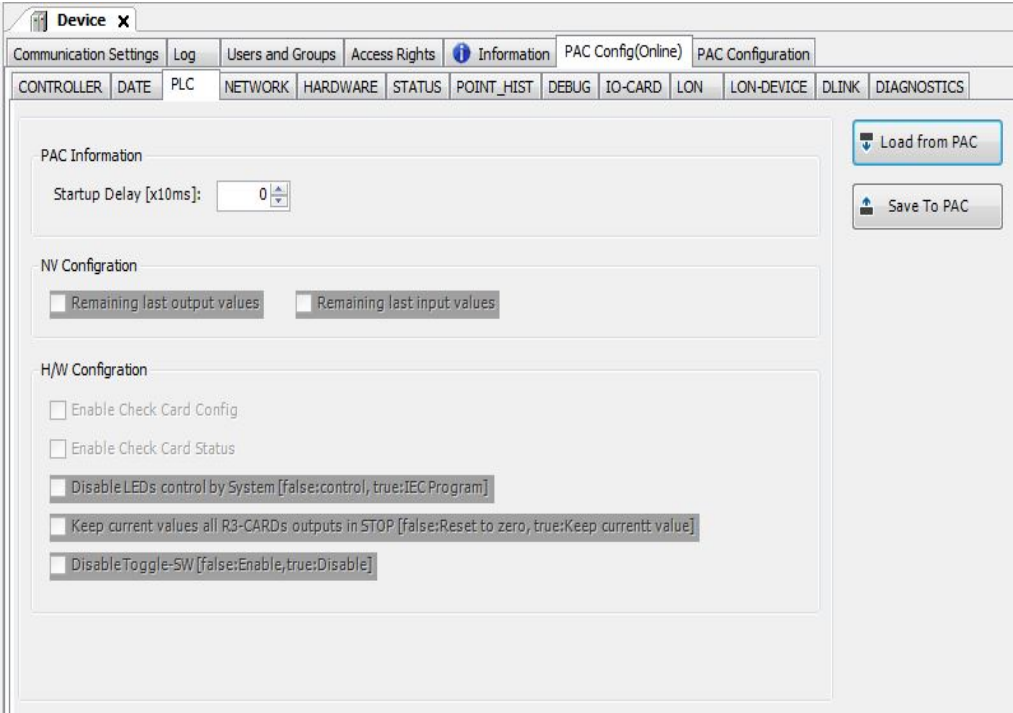 Device X
Communication Settings Log Users and Groups Access Rights Information PAC Config(Online) PAC Configuration
CONTROLLER DATE PLC NETWORK HARDWARE STATUS POINT_HIST DEBUG IO-CARD LON LON-DEVICE DLINK DIAGNOSTICS
Load from PAC
PAC Information
Startup Delay [x10ms]: 0
Save To PAC
NV Configration
Remaining last output values Remaining last input values
H/W Configration
Enable Check Card Config
Enable Check Card Status
Disable LEDs control by System [false:control, true:IEC Program]
Keep current values all R3-CARDs outputs in STOP [false:Reset to zero, true:Keep currentt value]
Disable Toggle-SW [false:Enable,true:Disable]